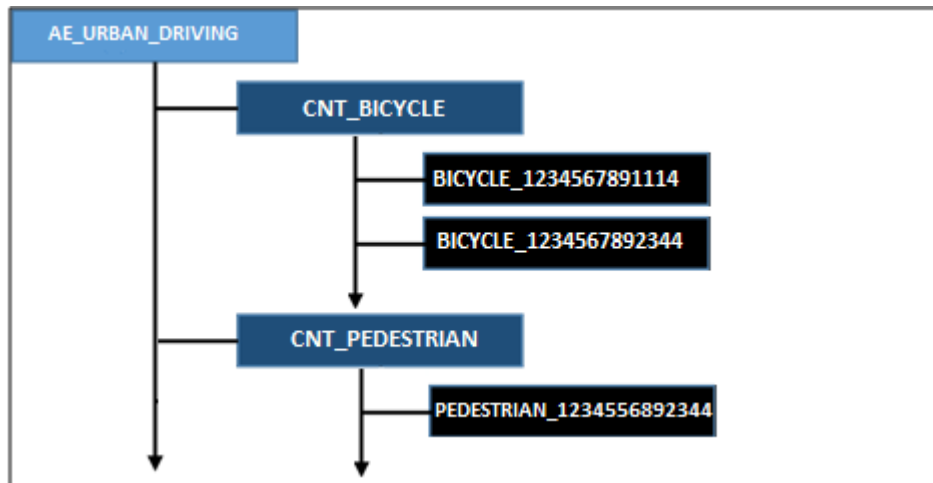 AE_URBAN_DRIVING
CNT_BICYCLE
BICYCLE_1234567891114
BICYCLE_1234567892344
CNT_PEDESTRIAN
PEDESTRIAN_1234556892344